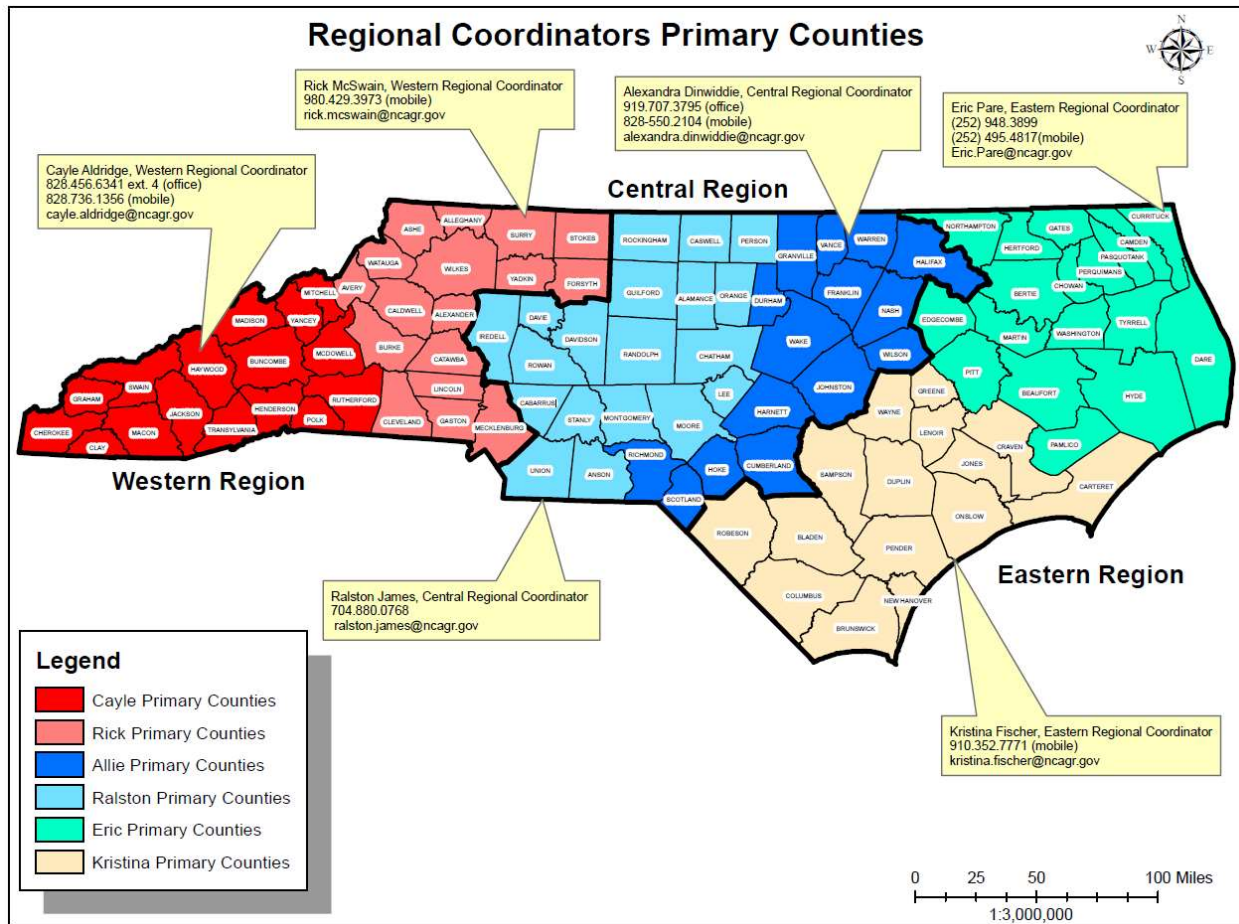 Regional Coordinators Primary Counties
N
W
E
S
Rick McSwain, Western Regional Coordinator
980.429.3973 (mobile)
rick.mcswain@ncagr.gov
Alexandra Dinwiddie, Central Regional Coordinator
919.707.3795 (office)
828-550.2104 (mobile)
alexandra.dinwiddie@ncagr.gov
Eric Pare, Eastern Regional Coordinator
(252) 948.3899
(252) 495.4817(mobile)
Eric.Pare@ncagr.gov
Cayle Aldridge, Western Regional Coordinator
828.456.6341 ext. 4 (office)
828.736.1356 (mobile)
cayle.aldridge@ncagr.gov
Central Region
ASHE
ALLEGHANY
SURRY
STOKES
ROCKINGHAM
CASWELL
PERSON
GRANVILLE
VANCE
WARREN
HALIFAX
NORTHAMPTON
GATES
HERTFORD
CURRITUCK
CAMDEN
PASQUOTANK
PERQUIMANS
CHOWAN
BERTIE
WATAUGA
WILKES
YADKIN
FORSYTH
GUILFORD
ALAMANCE
ORANGE
DURHAM
FRANKLIN
NASH
EDGECOMBE
MARTIN
WASHINGTON
TYRRELL
DARE
MITCHELL
AVERY
CALDWELL
ALEXANDER
IREDELL
DAVIE
DAVIDSON
RANDOLPH
CHATHAM
WAKE
WILSON
PITT
BEAUFORT
HYDE
MADISON
YANCEY
MCDOWELL
BURKE
CATAWBA
ROWAN
LEE
JOHNSTON
GREENE
WAYNE
LENOIR
CRAVEN
PAMLICO
HAYWOOD
BUNCOMBE
RUTHERFORD
LINCOLN
CABARRUS
STANLY
MONTGOMERY
MOORE
HARNETT
SWAIN
GRAHAM
JACKSON
HENDERSON
POLK
CLEVELAND
GASTON
MECKLENBURG
CHEROKEE
CLAY
MACON
TRANSYLVANIA
UNION
ANSON
RICHMOND
SCOTLAND
HOKE
CUMBERLAND
SAMPSON
DUPLIN
JONES
ONSLOW
CARTERET
ROBESON
BLADEN
PENDER
COLUMBUS
NEW HANOVER
BRUNSWICK
Western Region
Eastern Region
Ralston James, Central Regional Coordinator
704.880.0768
ralston.james@ncagr.gov
Kristina Fischer, Eastern Regional Coordinator
910.352.7771 (mobile)
kristina.fischer@ncagr.gov
Legend
Cayle Primary Counties
Rick Primary Counties
Allie Primary Counties
Ralston Primary Counties
Eric Primary Counties
Kristina Primary Counties
0 25 50 100 Miles
1:3,000,000